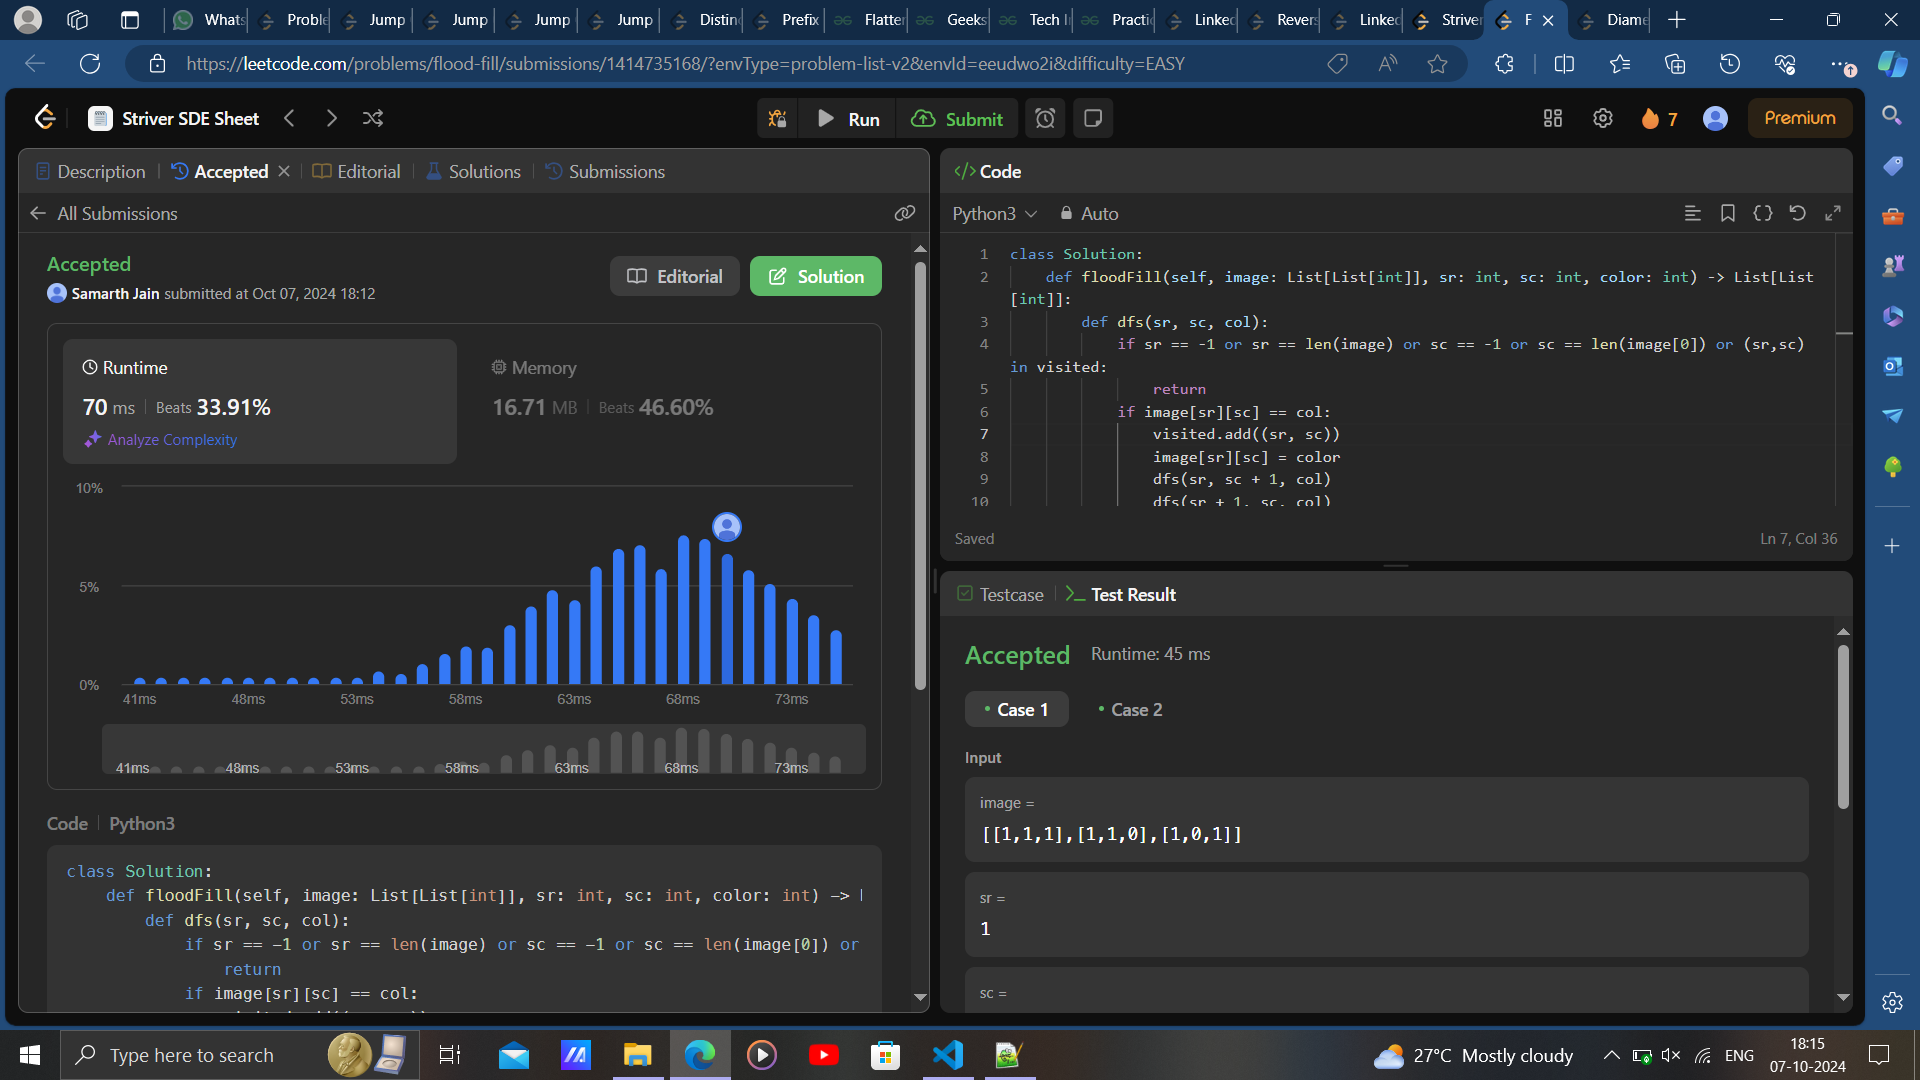 Whats
Proble
Jump
Jump
Jump
Jump
Distinc
Prefix
Flatter
Geeks
Tech I
Practic
Linked
Revers
Linked
Striver
F
Diame
https://leetcode.com/problems/flood-fill/submissions/1414735168/?envType=problem-list-v2&envId=eeudwo2i&difficulty=EASY
Striver SDE Sheet
Run
Submit
7
Premium
Description
Accepted
Editorial
Solutions
Submissions
All Submissions
Accepted
Samarth Jain submitted at Oct 07, 2024 18:12
Editorial
Solution
Runtime
70 ms | Beats 33.91%
Analyze Complexity
Memory
16.71 MB | Beats 46.60%
10%
5%
0%
41ms 48ms 53ms 58ms 63ms 68ms 73ms
41ms 48ms 53ms 58ms 63ms 68ms 73ms
Code | Python3
class Solution:
def floodFill(self, image: List[List[int]], sr: int, sc: int, color: int) ->
def dfs(sr, sc, col):
if sr == -1 or sr == len(image) or sc == -1 or sc == len(image[0]) or
return
if image[sr][sc] == col:
</> Code
Python3
Auto
1 class Solution:
2 def floodFill(self, image: List[List[int]], sr: int, sc: int, color: int) -> List[List
[int]]:
3 def dfs(sr, sc, col):
4 if sr == -1 or sr == len(image) or sc == -1 or sc == len(image[0]) or (sr,sc)
in visited:
5 return
6 if image[sr][sc] == col:
7 visited.add((sr, sc))
8 image[sr][sc] = color
9 dfs(sr, sc + 1, col)
10 dfs(sr + 1, sc, col)
Saved
Ln 7, Col 36
Testcase
Test Result
Accepted
Runtime: 45 ms
Case 1
Case 2
Input
image =
[[1,1,1],[1,1,0],[1,0,1]]
sr =
1
sc =
Type here to search
27°C Mostly cloudy
ENG
18:15
07-10-2024